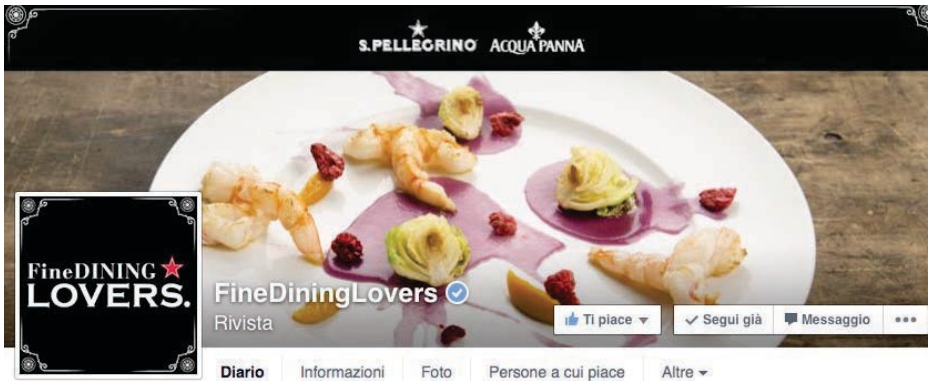 S.PELLEGRINO ACQUA PANNA
FineDINING
LOVERS.
FineDiningLovers
Rivista
Ti piace
Segui già
Messaggio
Diario
Informazioni
Foto
Persone a cui piace
Altre